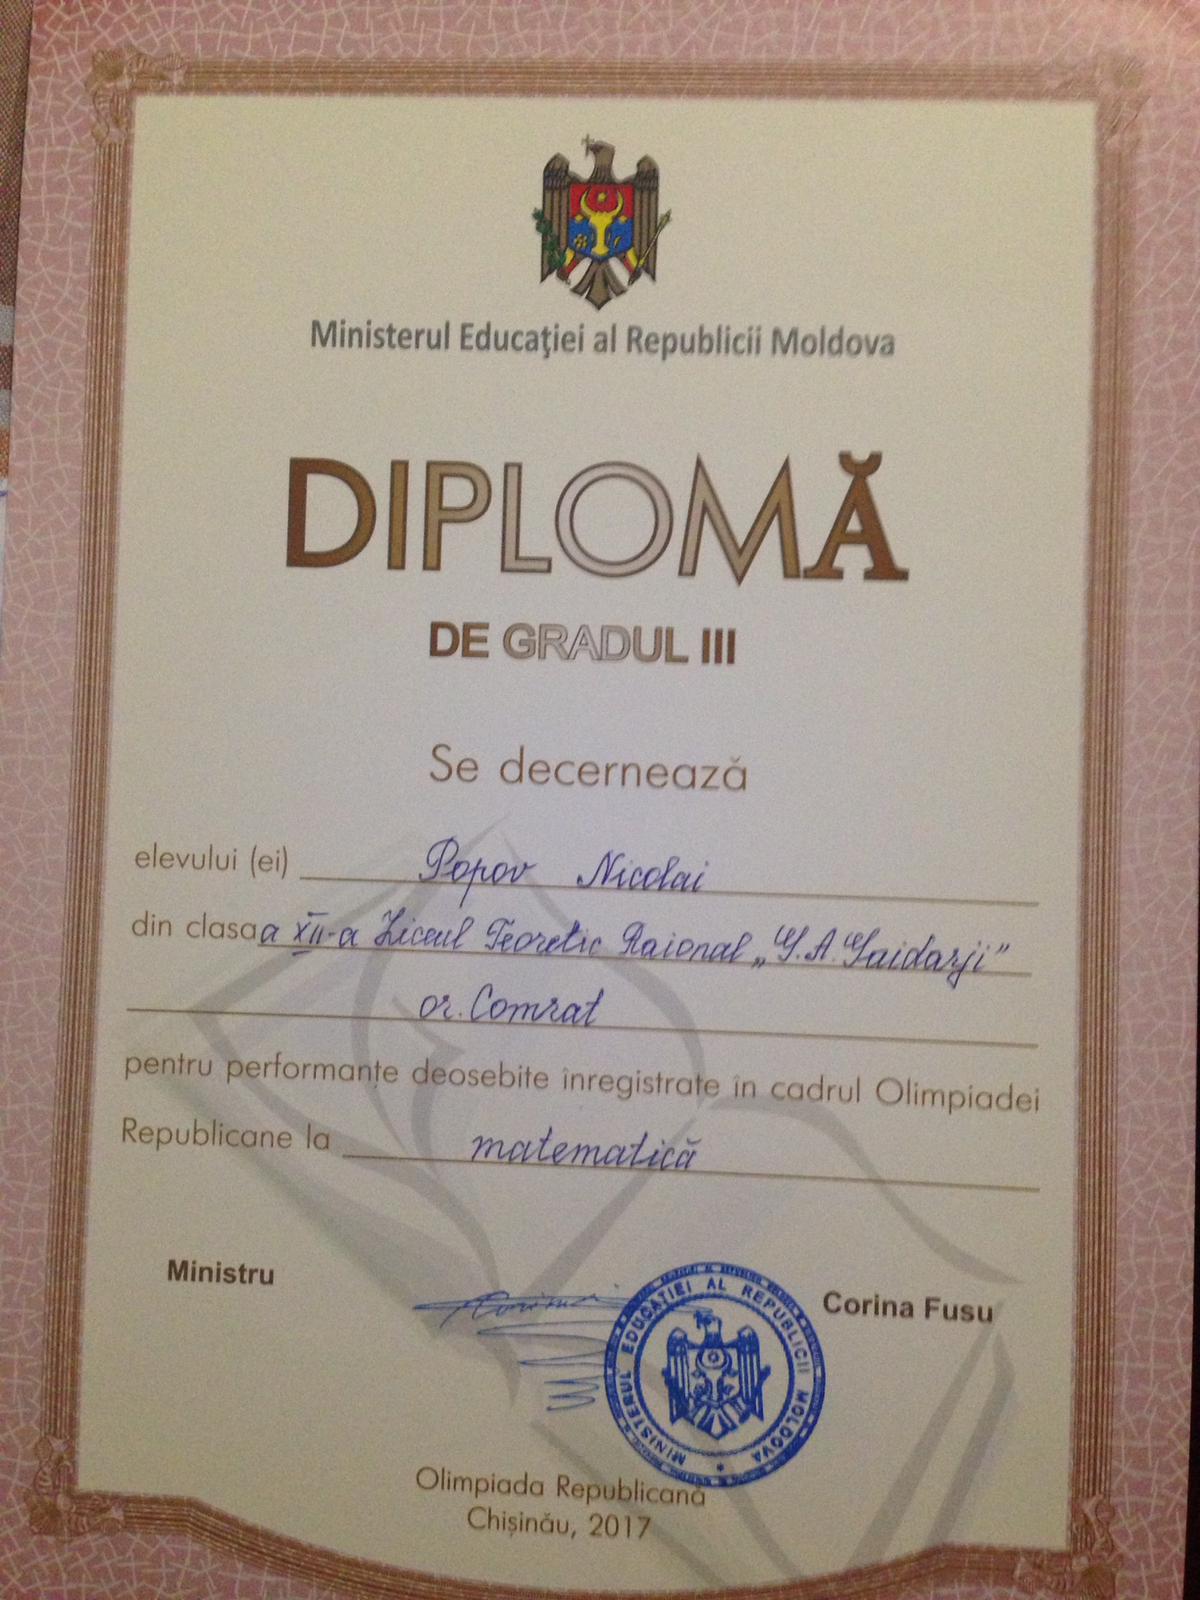 Ministerul Educaţiei al Republicii Moldova
DIPLOMĂ
DE GRADUL III
Se decernează
elevului (ei) Popov Nicolai
din clasa a XII-a Liceul Teoretic Raional „G.A.Gaidarji”
or. Comrat
pentru performanțe deosebite înregistrate în cadrul Olimpiadei
Republicane la matematică
Ministru
Corina Fusu
MINISTERUL EDUCAŢIEI AL REPUBLICII MOLDOVA
Olimpiada Republicană
Chișinău, 2017